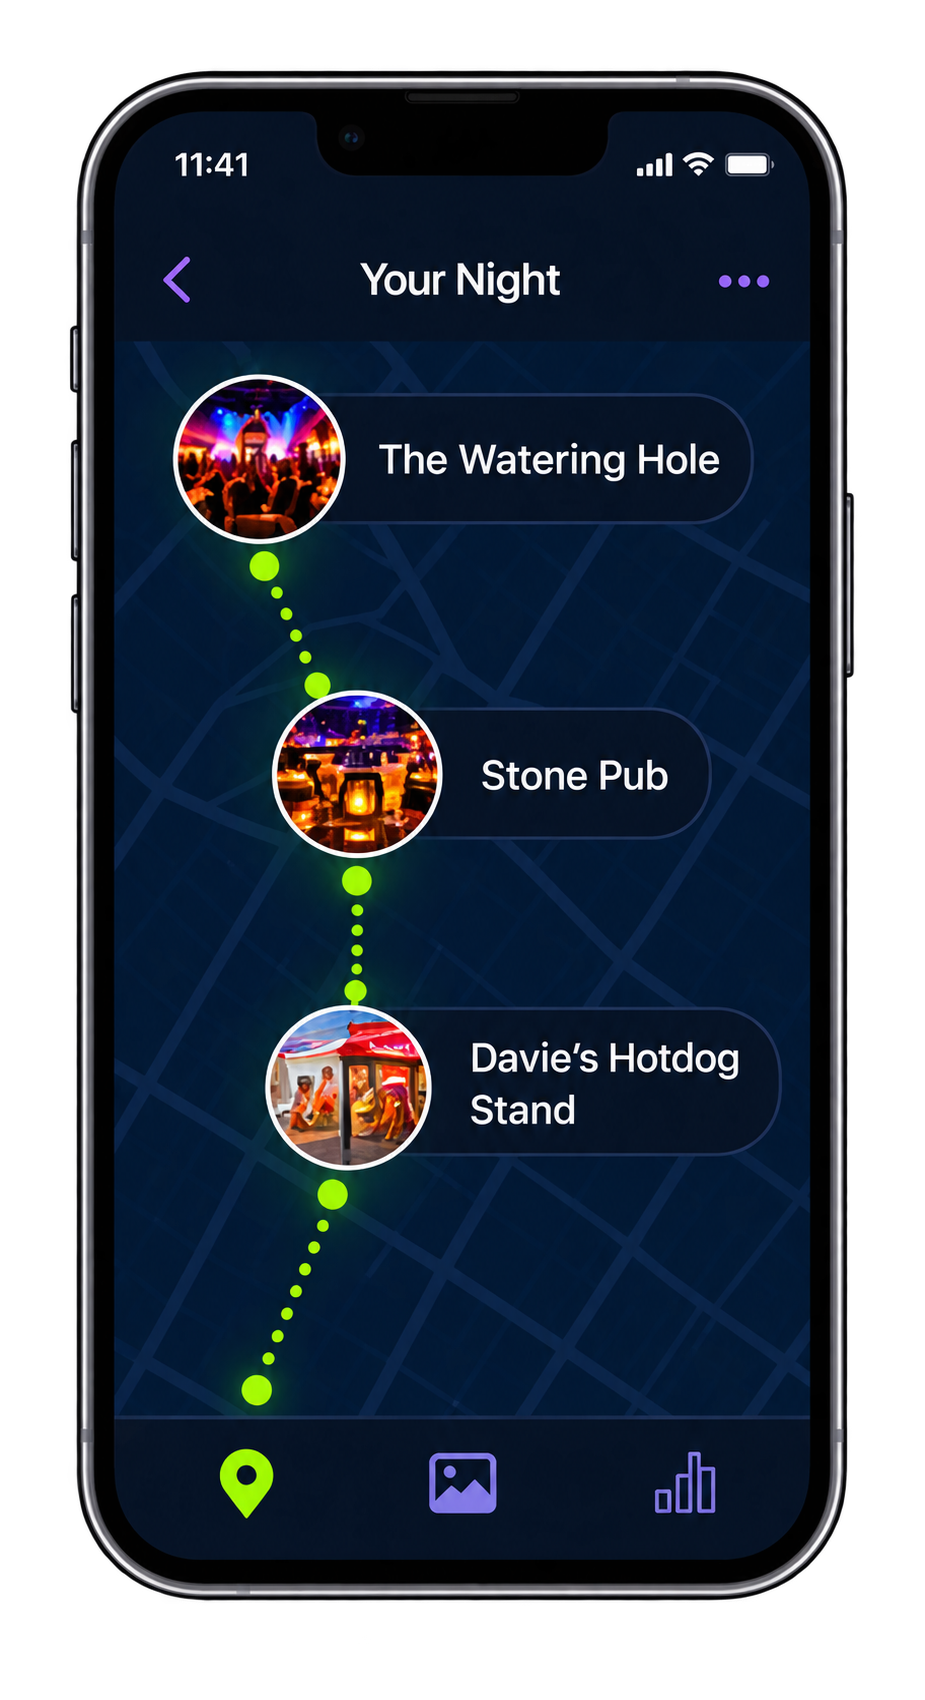 11:41
Your Night
The Watering Hole
Stone Pub
Davie's Hotdog
Stand